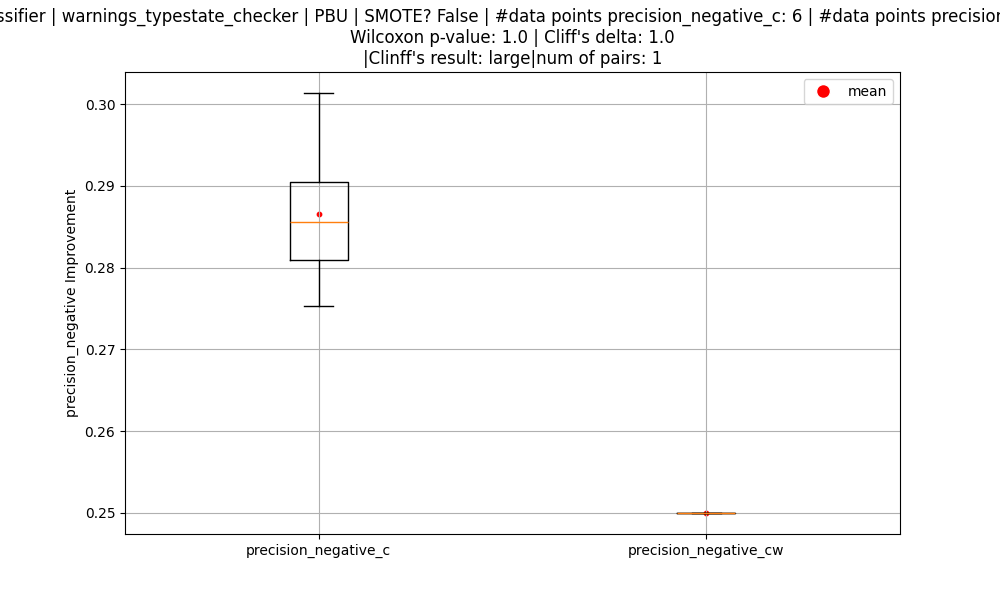 | warnings_typestate_checker | PBU | SMOTE? False | #data points precision_negative_c: 6 | #data points
Wilcoxon p-value: 1.0 | Cliff's delta: 1.0
|Clinff's result: large|num of pairs: 1
mean
0.30
0.29
0.28
0.27
0.26
0.25
precision_negative Improvement
precision_negative_c
precision_negative_cw